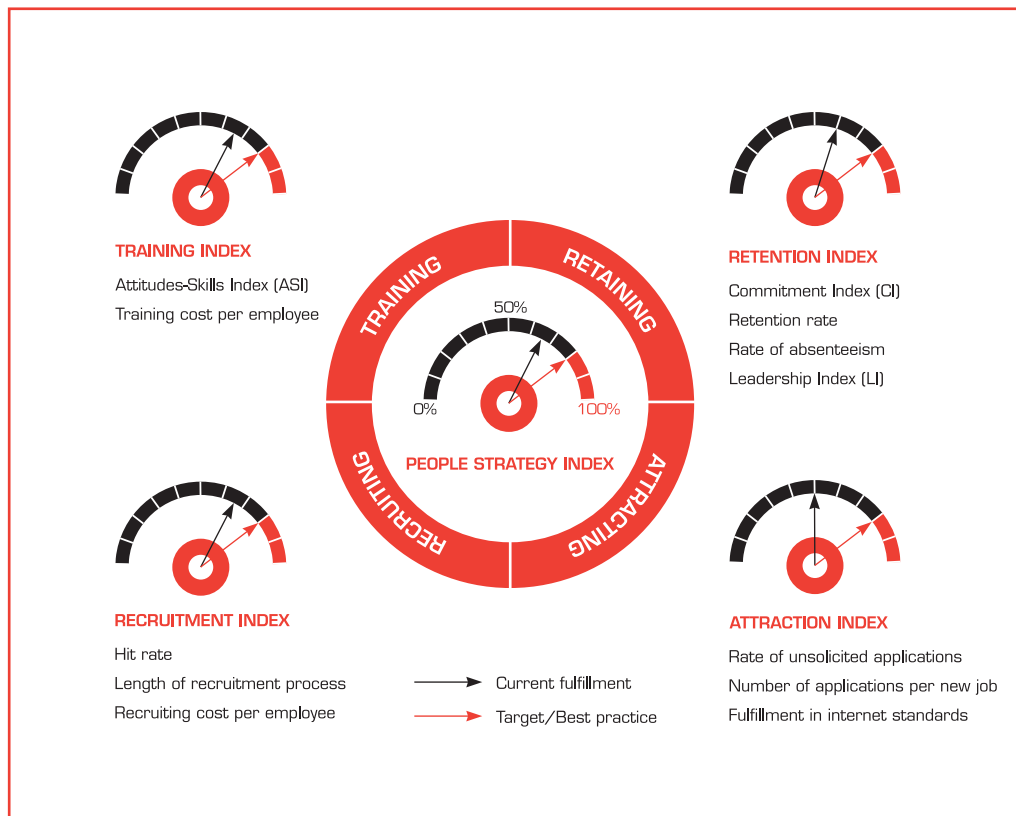 TRAINING INDEX
Attitudes-Skills Index (ASI)
Training cost per employee
RETENTION INDEX
Commitment Index (CI)
Retention rate
Rate of absenteeism
Leadership Index (LI)
TRAINING
RETAINING
50%
0%
100%
PEOPLE STRATEGY INDEX
RECRUITING
ATTRACTING
RECRUITMENT INDEX
Hit rate
Length of recruitment process
Recruiting cost per employee
Current fulfillment
Target/Best practice
ATTRACTION INDEX
Rate of unsolicited applications
Number of applications per new job
Fulfillment in internet standards